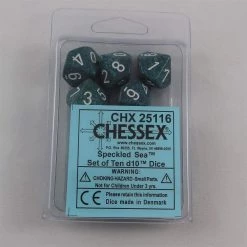 CHX 25116
CHESSEX
Speckled Sea™
Set of Ten d10™ Dice
WARNING:
CHOKING HAZARD-Small Parts.
Not for Children under 3 yrs.
Please retain this information
Dice made in Denmark